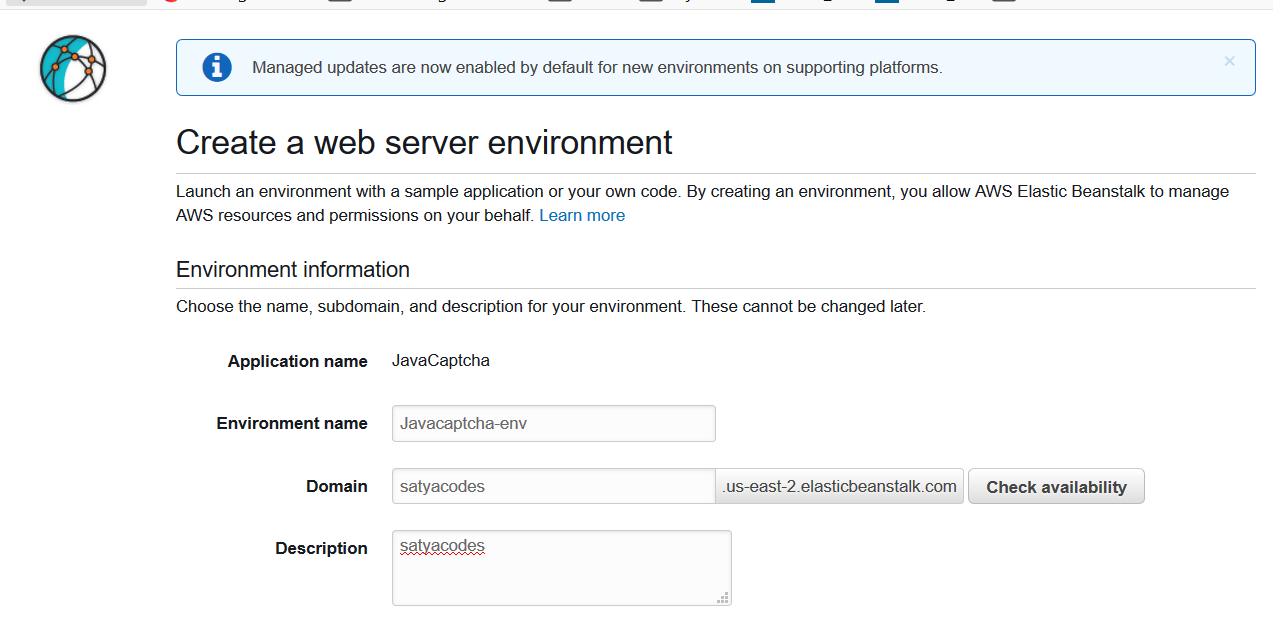 Managed updates are now enabled by default for new environments on supporting platforms.
×
Create a web server environment
Launch an environment with a sample application or your own code. By creating an environment, you allow AWS Elastic Beanstalk to manage
AWS resources and permissions on your behalf. Learn more
Environment information
Choose the name, subdomain, and description for your environment. These cannot be changed later.
Application name JavaCaptcha
Environment name Javacaptcha-env
Domain satyacodes .us-east-2.elasticbeanstalk.com Check availability
Description satyacodes